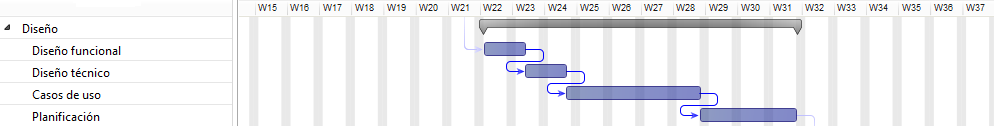 W15 W16 W17 W18 W19 W20 W21 W22 W23 W24 W25 W26 W27 W28 W29 W30 W31 W32 W33 W34 W35 W36 W37
Diseño
Diseño funcional
Diseño técnico
Casos de uso
Planificación